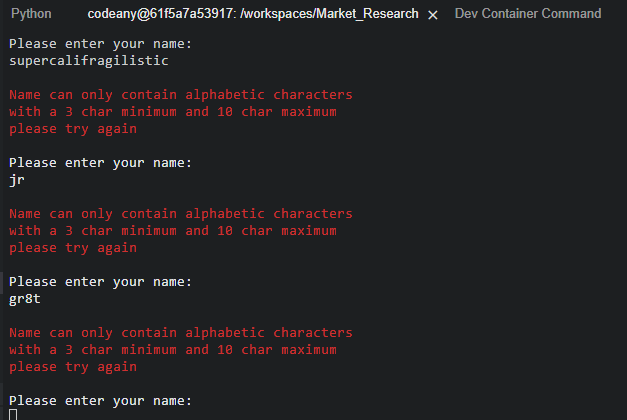 Python codeany@61f5a7a53917: /workspaces/Market_Research × Dev Container Command
Please enter your name:
supercalifragilistic
Name can only contain alphabetic characters
with a 3 char minimum and 10 char maximum
please try again
Please enter your name:
jr
Name can only contain alphabetic characters
with a 3 char minimum and 10 char maximum
please try again
Please enter your name:
gr8t
Name can only contain alphabetic characters
with a 3 char minimum and 10 char maximum
please try again
Please enter your name: